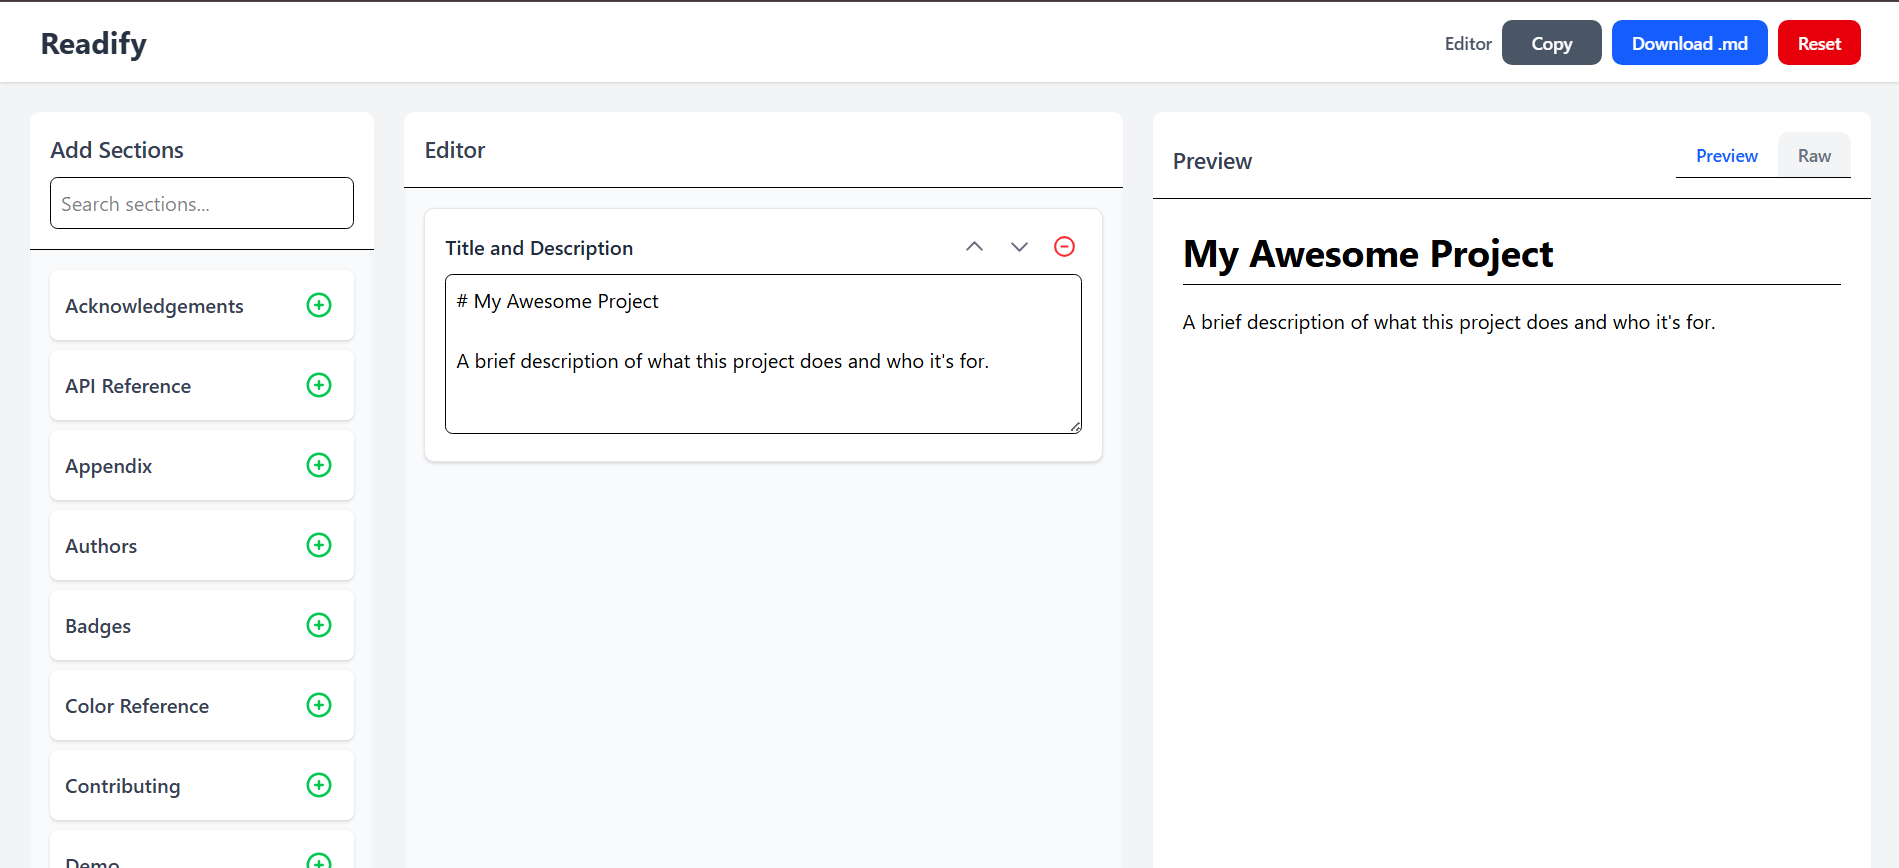 Readify
Editor
Copy
Download .md
Reset
Add Sections
Search sections...
Acknowledgements
API Reference
Appendix
Authors
Badges
Color Reference
Contributing
Demo
Editor
Title and Description
# My Awesome Project
A brief description of what this project does and who it's for.
Preview
Preview
Raw
My Awesome Project
A brief description of what this project does and who it's for.